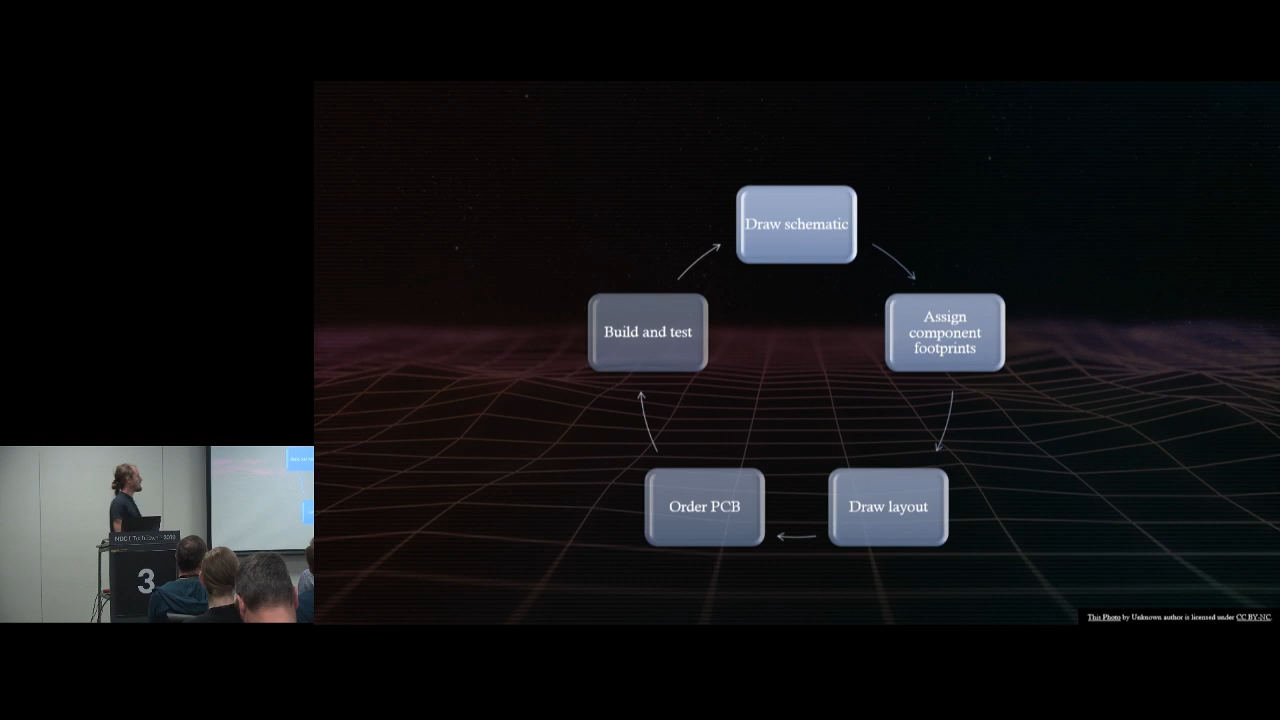 Draw schematic
Build and test
Assign
component
footprints
Order PCB
Draw layout
3
This Photo by Unknown author is licensed under CC BY-NC